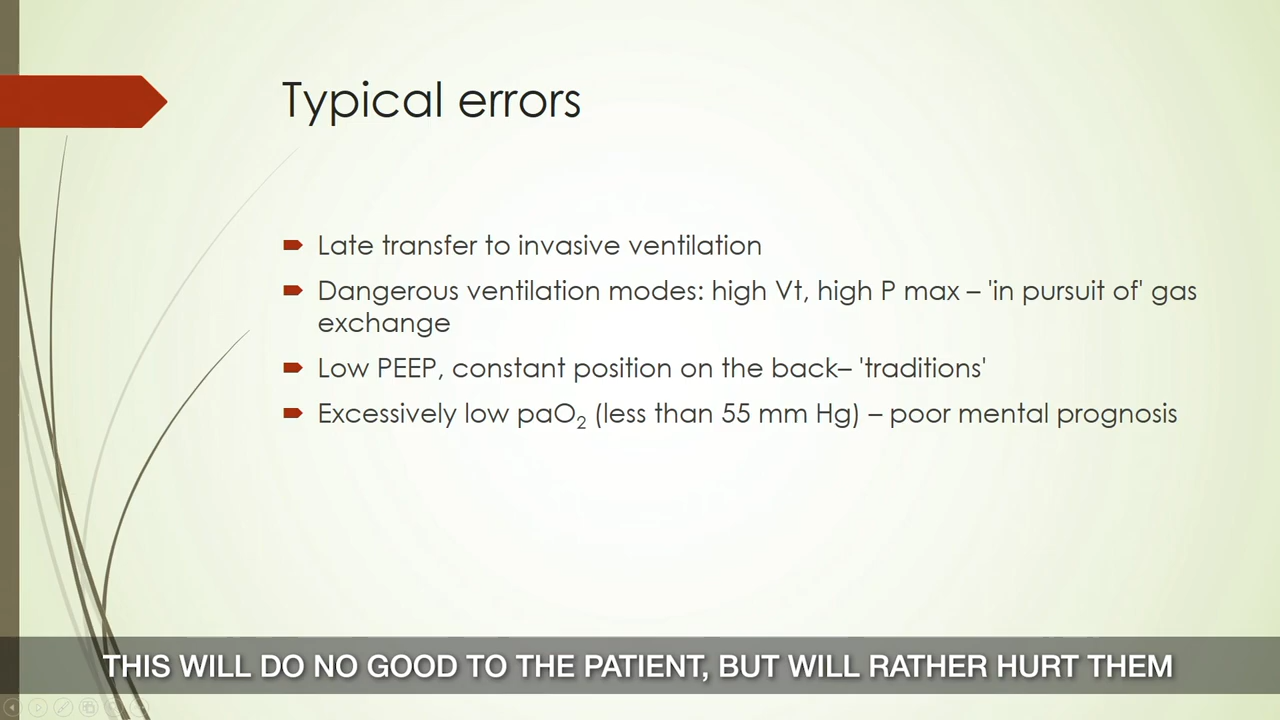 Typical errors
Late transfer to invasive ventilation
Dangerous ventilation modes: high Vt, high P max – 'in pursuit of' gas
exchange
Low PEEP, constant position on the back– 'traditions'
Excessively low paO₂ (less than 55 mm Hg) – poor mental prognosis
THIS WILL DO NO GOOD TO THE PATIENT, BUT WILL RATHER HURT THEM